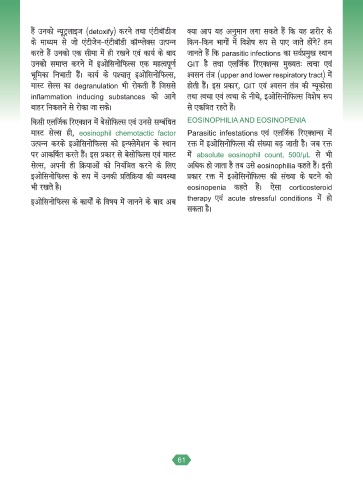 हैं उनको न्यूट्रलाइज (detoxify) करने तथा एंटीबॉडीज
के माध्यम से जो एंटीजेन-एंटीबॉडी कॉम्प्लेक्स उत्पन्न
करते हैं उनको एक सीमा में ही रखने एवं कार्य के बाद
उनको समाप्त करने में इओसिनोफिल्स एक महत्वपूर्ण
भूमिका निबाती हैं। कार्य के पश्चात् इओसिनोफिल्स,
मास्ट सेल्स का degranulation भी रोकती हैं जिससे
inflammation inducing substances को आगे
बाहर निकलने से रोका जा सके।
किसी एलर्जिक रिएक्शन में बेसोफिल्स एवं उनसे सम्बंधित
मास्ट सेल्स ही, eosinophil chemotactic factor
उत्पन्न करके इओसिनोफिल्स को इन्फ्लेमेशन के स्थान
पर आकर्षित करते हैं। इस प्रकार से बेसोफिल्स एवं मास्ट
सेल्स, अपनी ही क्रियाओं को नियंत्रित करने के लिए
इओसिनोफिल्स के रूप में उनकी प्रतिक्रिया की व्यवस्था
भी रखते है।
इओसिनोफिल्स के कार्यों के विषय में जानने के बाद अब
क्या आप यह अनुमान लगा सकते हैं कि यह शरीर के
किन-किन भागों में विशेष रूप से पाए जाते होंगे? हम
जानते हैं कि parasitic infections का सर्वप्रमुख स्थान
GIT है तथा एलर्जिक रिएक्शन्स मुख्यतः त्वचा एवं
श्वसन तंत्र (upper and lower respiratory tract) में
होती हैं। इस प्रकार, GIT एवं श्वसन तंत्र की म्यूकोसा
तथा त्वचा एवं त्वचा के नीचे, इओसिनोफिल्स विशेष रूप
से एकत्रित रहते हैं।
EOSINOPHILIA AND EOSINOPENIA
Parasitic infestations एवं एलर्जिक रिएक्शन्स में
रक्त में इओसिनोफिल्स की संख्या बढ़ जाती है। जब रक्त
में absolute eosinophil count, 500/µL से भी
अधिक हो जाता है तब उसे eosinophilia कहते हैं। इसी
प्रकार रक्त में इओसिनोफिल्स की संख्या के घटने को
eosinopenia कहते हैं। ऐसा corticosteroid
therapy एवं acute stressful conditions में हो
सकता है।
61